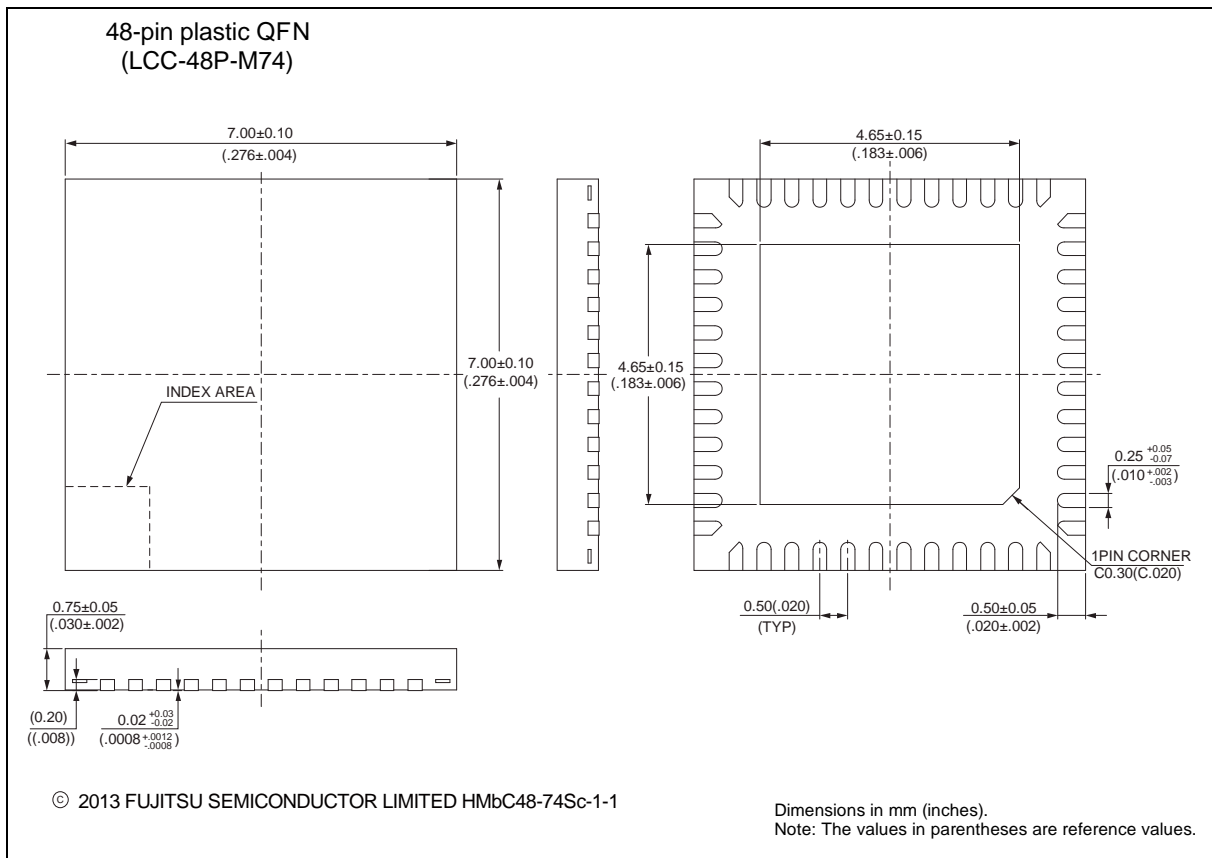 48-pin plastic QFN
(LCC-48P-M74)
7.00±0.10
(.276±.004)
4.65±0.15
(.183±.006)
7.00±0.10
(.276±.004)
4.65±0.15
(.183±.006)
INDEX AREA
0.25 +0.05 -0.07
(.010 +.002 -.003)
1PIN CORNER
C0.30(C.020)
0.75±0.05
(.030±.002)
0.50(.020)
(TYP)
0.50±0.05
(.020±.002)
(0.20)
((.008))
0.02 +0.03 -0.02
(.0008 +.0012 -.0008)
© 2013 FUJITSU SEMICONDUCTOR LIMITED HMbC48-74Sc-1-1
Dimensions in mm (inches).
Note: The values in parentheses are reference values.